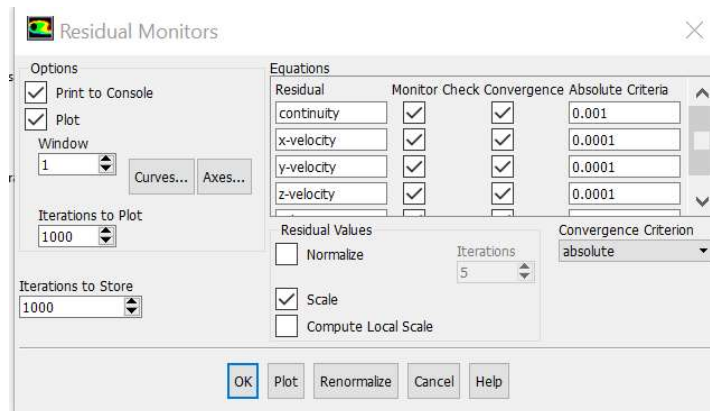 Residual Monitors
Options
Print to Console
Plot
Window
1
Curves... Axes...
Iterations to Plot
1000
Iterations to Store
1000
Equations
Residual Monitor Check Convergence Absolute Criteria
continuity 0.001
x-velocity 0.0001
y-velocity 0.0001
z-velocity 0.0001
Residual Values
Normalize
Iterations
5
Scale
Compute Local Scale
Convergence Criterion
absolute
OK Plot Renormalize Cancel Help